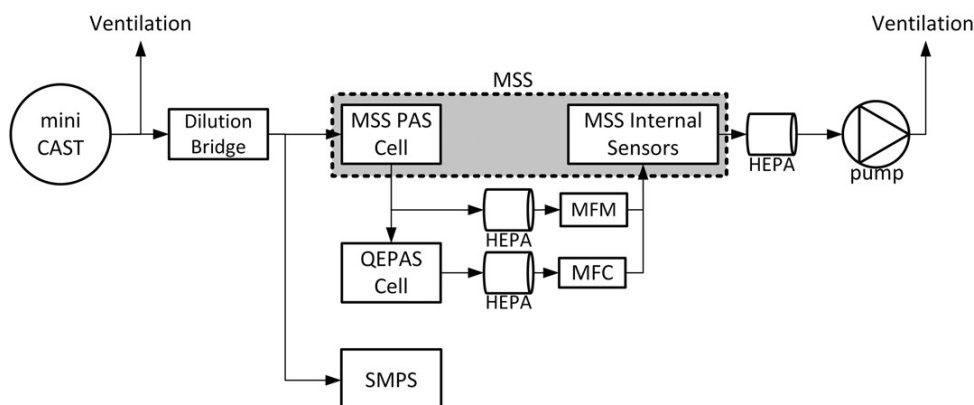 Ventilation
Ventilation
MSS
mini
CAST
Dilution
Bridge
MSS PAS
Cell
MSS Internal
Sensors
HEPA
pump
MFM
HEPA
QEPAS
Cell
MFC
HEPA
SMPS